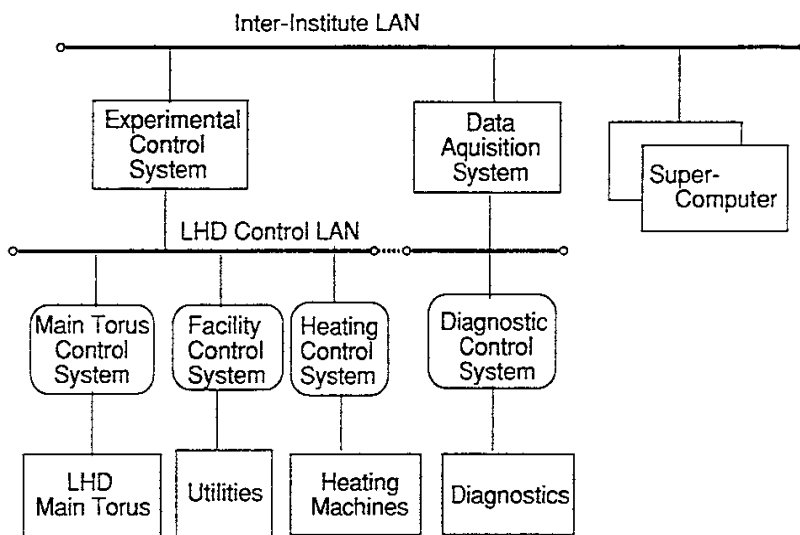 Inter-Institute LAN
Experimental
Control
System
Data
Aquisition
System
Super-
Computer
LHD Control LAN
Main Torus
Control
System
Facility
Control
System
Heating
Control
System
Diagnostic
Control
System
LHD
Main Torus
Utilities
Heating
Machines
Diagnostics